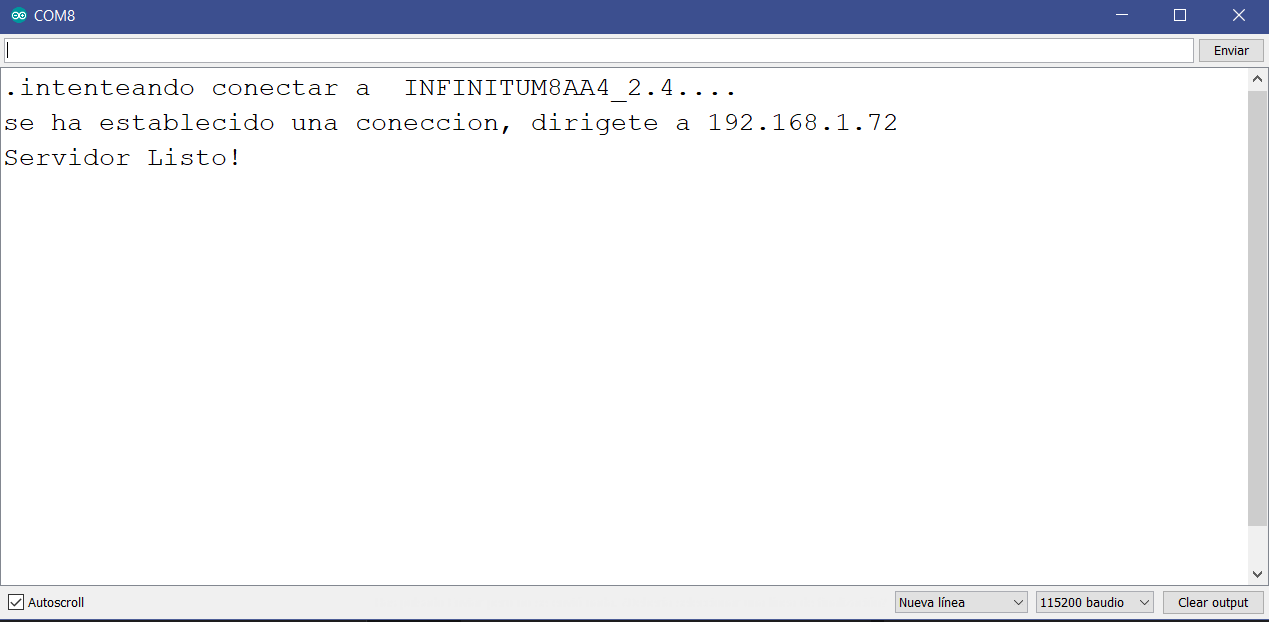 COM8
Enviar
.intenteando conectar a  INFINITUM8AA4_2.4....
se ha establecido una coneccion, dirigete a 192.168.1.72
Servidor Listo!
Autoscroll
Nueva línea
115200 baudio
Clear output